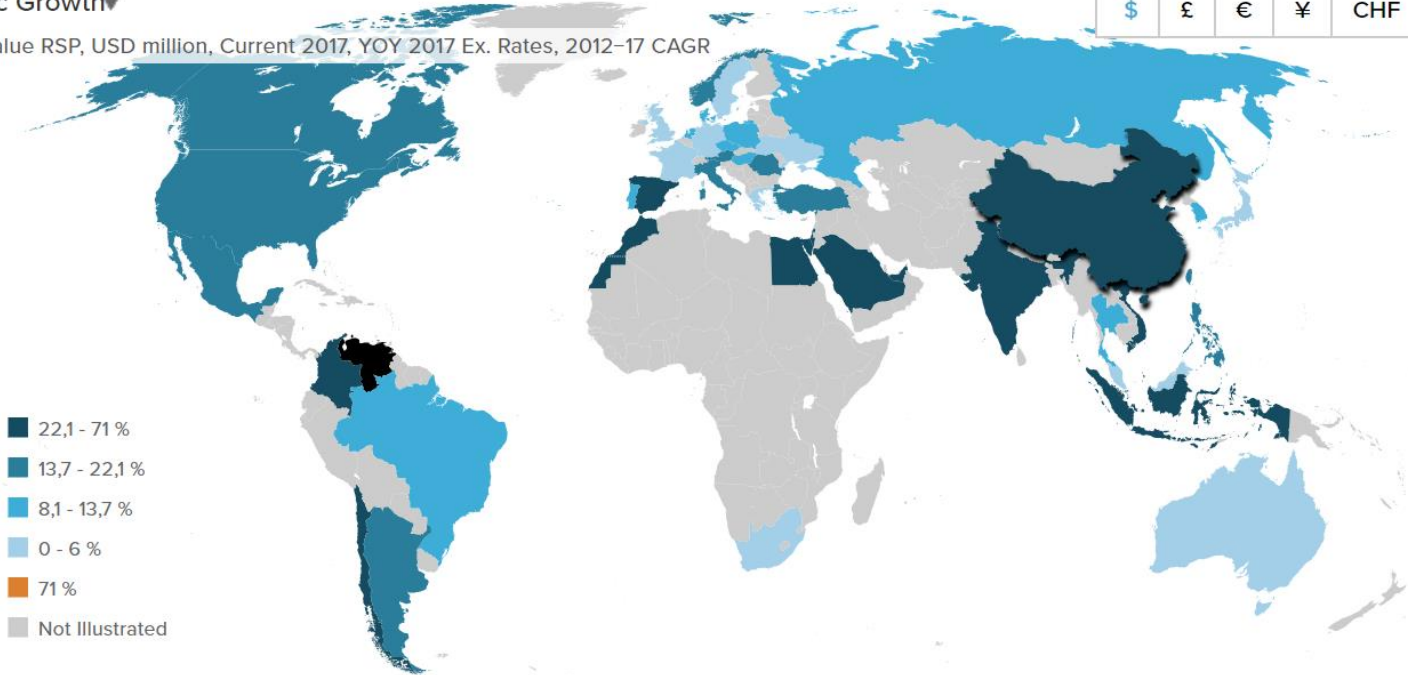 Growth
$ £ € ¥ CHF
RSP, USD million, Current 2017, YOY 2017 Ex. Rates, 2012–17 CAGR
22,1 - 71 %
13,7 - 22,1 %
8,1 - 13,7 %
0 - 6 %
71 %
Not Illustrated